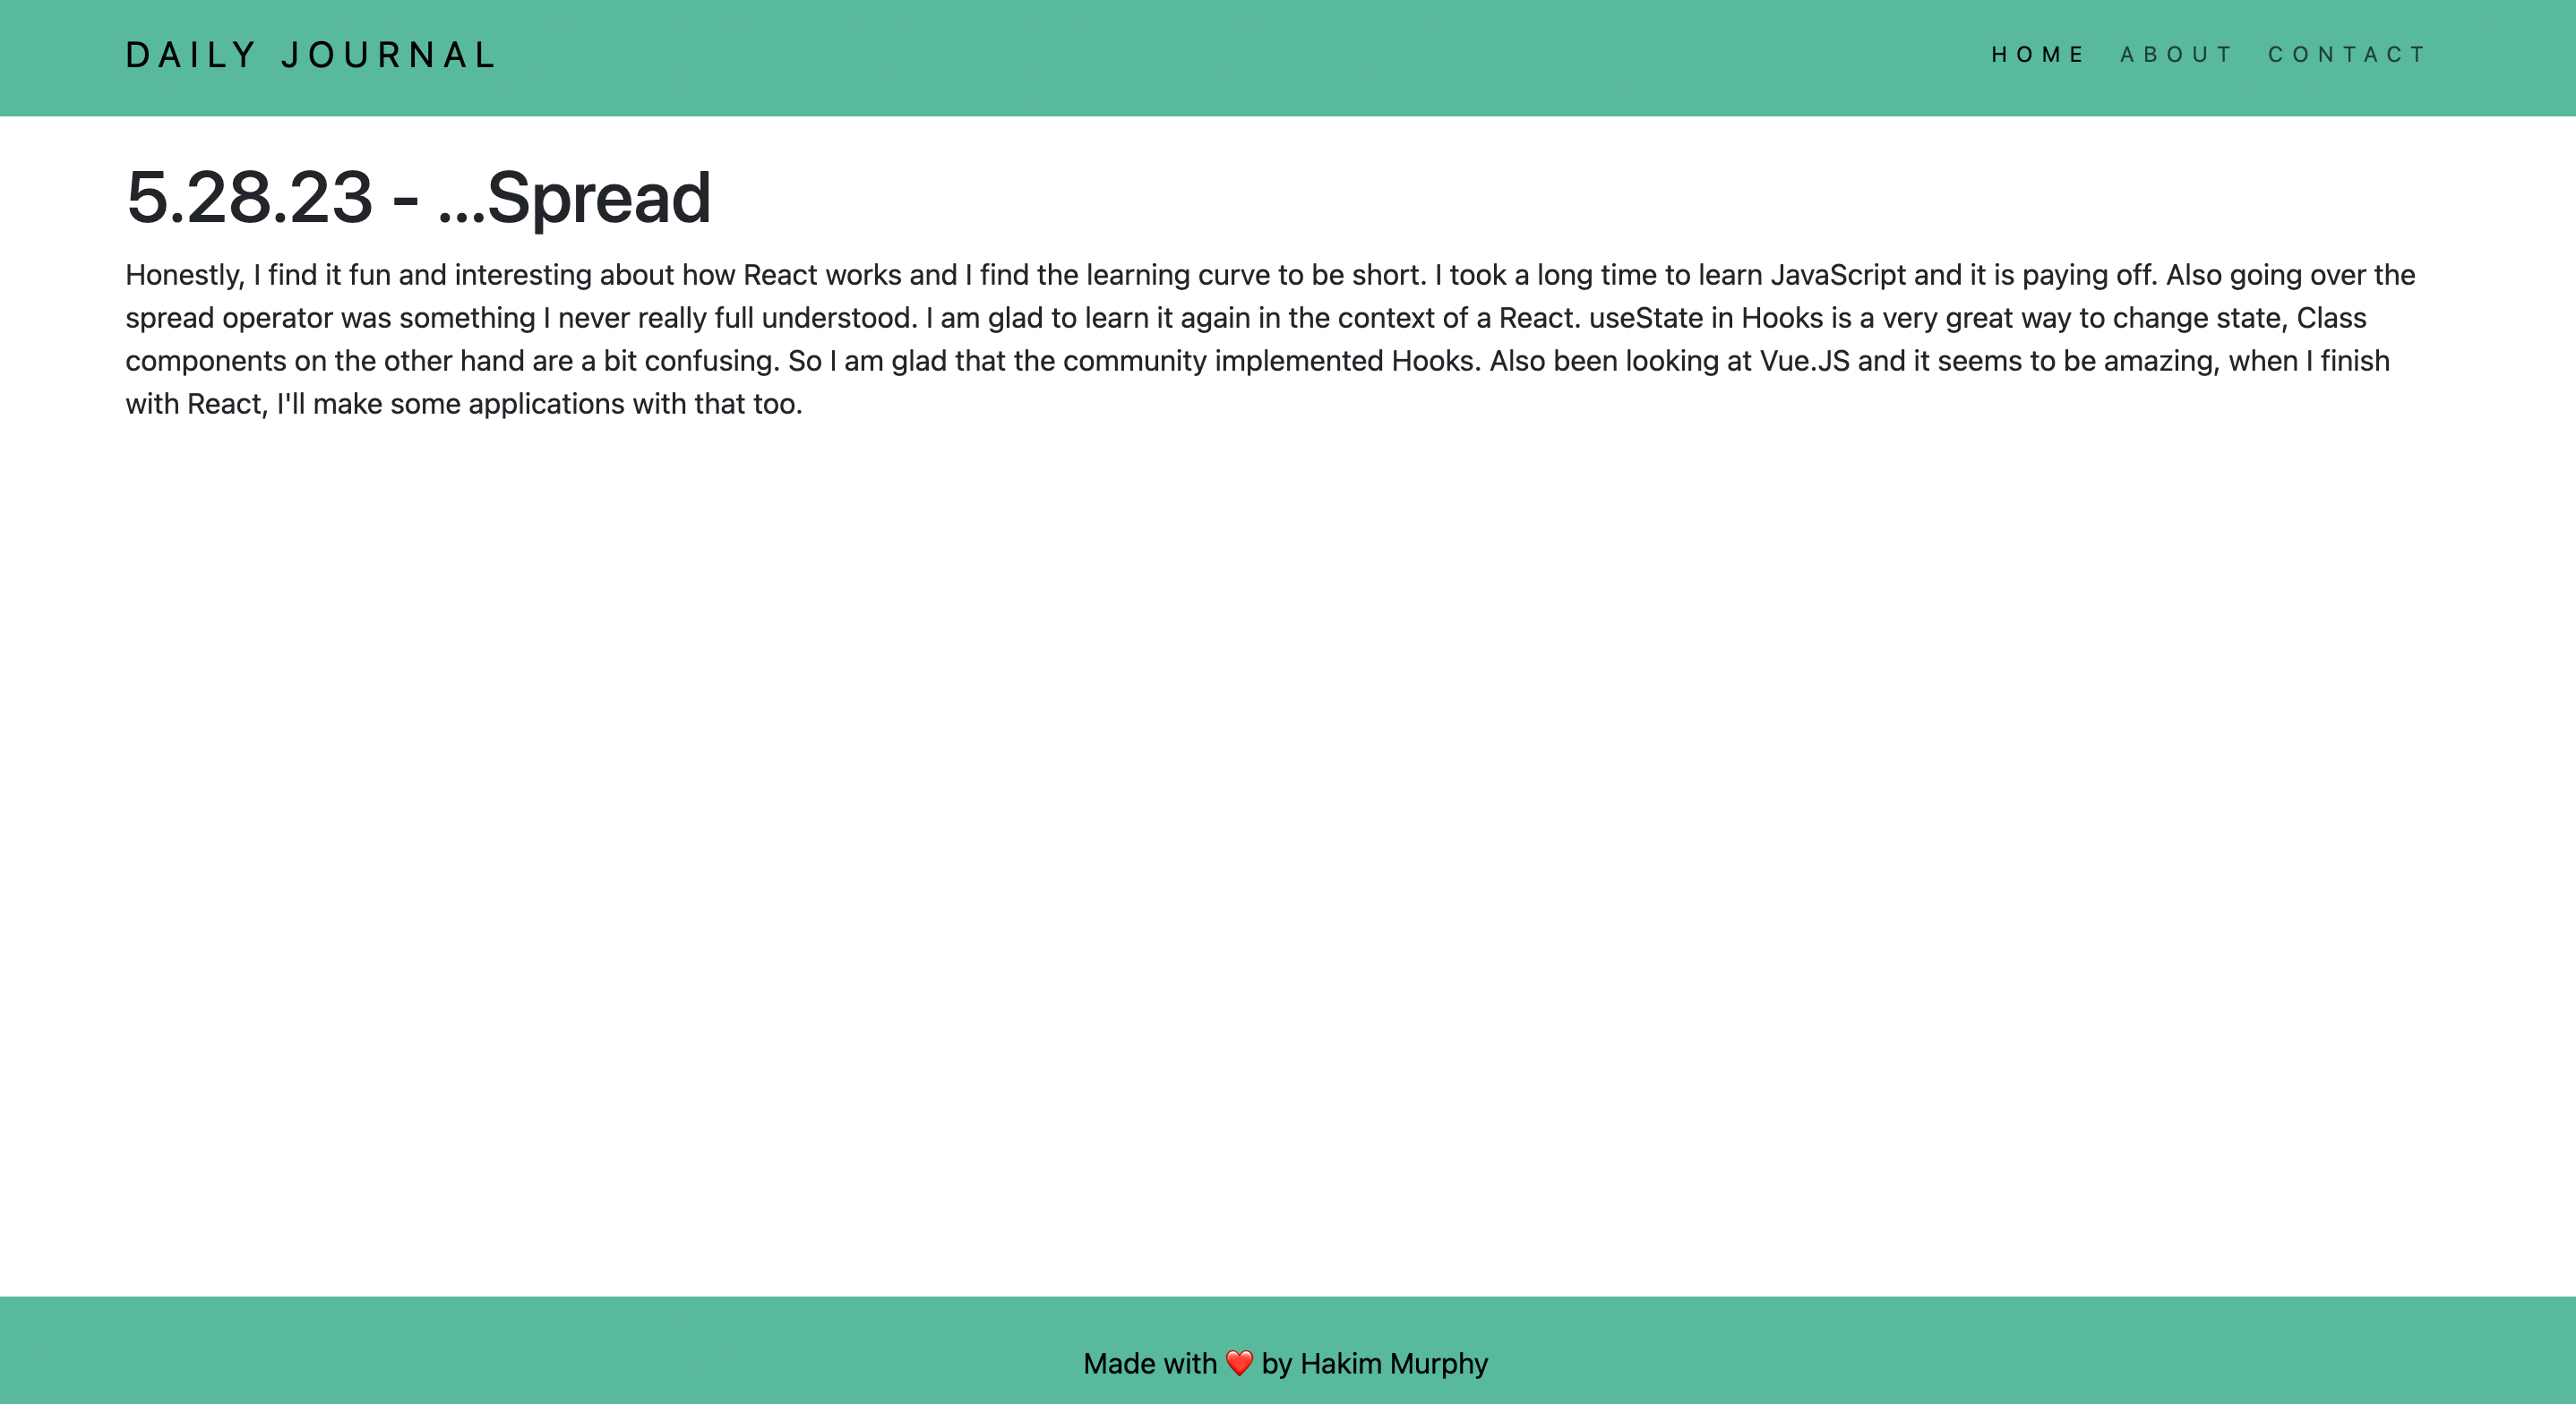 DAILY JOURNAL
HOME ABOUT CONTACT
5.28.23 - ...Spread
Honestly, I find it fun and interesting about how React works and I find the learning curve to be short. I took a long time to learn JavaScript and it is paying off. Also going over the
spread operator was something I never really full understood. I am glad to learn it again in the context of a React. useState in Hooks is a very great way to change state, Class
components on the other hand are a bit confusing. So I am glad that the community implemented Hooks. Also been looking at Vue.JS and it seems to be amazing, when I finish
with React, I'll make some applications with that too.
Made with ❤️ by Hakim Murphy